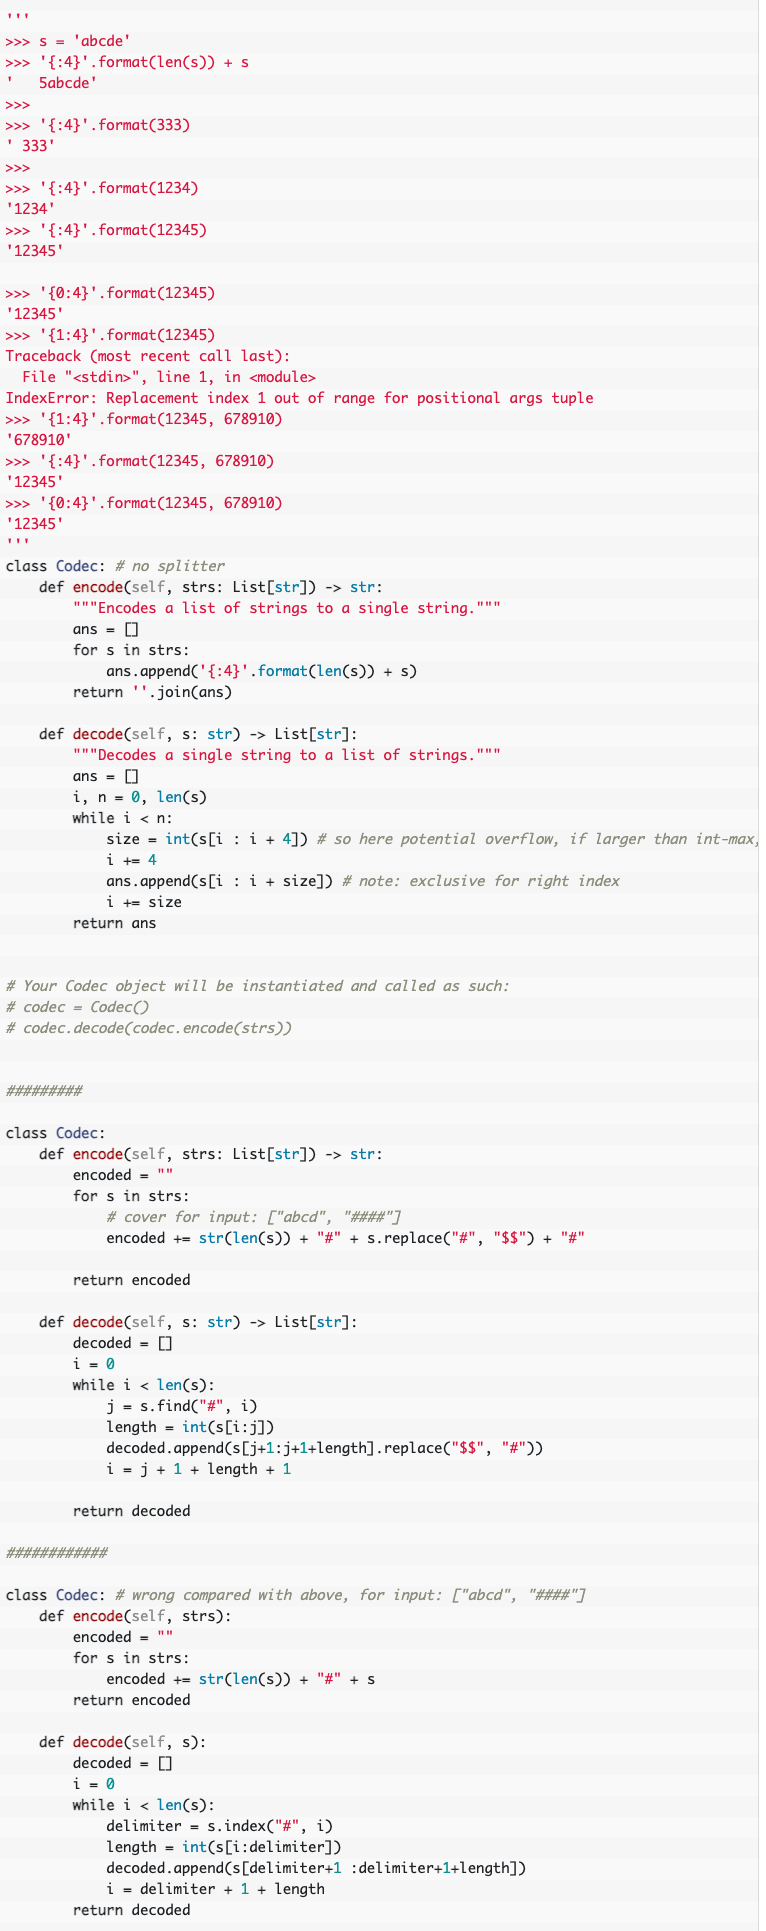 '''
>>> s = 'abcde'
>>> '{:4}'.format(len(s)) + s
'   5abcde'
>>>
>>> '{:4}'.format(333)
' 333'
>>>
>>> '{:4}'.format(1234)
'1234'
>>> '{:4}'.format(12345)
'12345'

>>> '{0:4}'.format(12345)
'12345'
>>> '{1:4}'.format(12345)
Traceback (most recent call last):
  File "<stdin>", line 1, in <module>
IndexError: Replacement index 1 out of range for positional args tuple
>>> '{1:4}'.format(12345, 678910)
'678910'
>>> '{:4}'.format(12345, 678910)
'12345'
>>> '{0:4}'.format(12345, 678910)
'12345'
'''
class Codec: # no splitter
    def encode(self, strs: List[str]) -> str:
        """Encodes a list of strings to a single string."""
        ans = []
        for s in strs:
            ans.append('{:4}'.format(len(s)) + s)
        return ''.join(ans)

    def decode(self, s: str) -> List[str]:
        """Decodes a single string to a list of strings."""
        ans = []
        i, n = 0, len(s)
        while i < n:
            size = int(s[i : i + 4]) # so here potential overflow, if larger than int-max,
            i += 4
            ans.append(s[i : i + size]) # note: exclusive for right index
            i += size
        return ans


# Your Codec object will be instantiated and called as such:
# codec = Codec()
# codec.decode(codec.encode(strs))


#########

class Codec:
    def encode(self, strs: List[str]) -> str:
        encoded = ""
        for s in strs:
            # cover for input: ["abcd", "####"]
            encoded += str(len(s)) + "#" + s.replace("#", "$$") + "#"

        return encoded

    def decode(self, s: str) -> List[str]:
        decoded = []
        i = 0
        while i < len(s):
            j = s.find("#", i)
            length = int(s[i:j])
            decoded.append(s[j+1:j+1+length].replace("$$", "#"))
            i = j + 1 + length + 1

        return decoded

############

class Codec: # wrong compared with above, for input: ["abcd", "####"]
    def encode(self, strs):
        encoded = ""
        for s in strs:
            encoded += str(len(s)) + "#" + s
        return encoded

    def decode(self, s):
        decoded = []
        i = 0
        while i < len(s):
            delimiter = s.index("#", i)
            length = int(s[i:delimiter])
            decoded.append(s[delimiter+1 :delimiter+1+length])
            i = delimiter + 1 + length
        return decoded